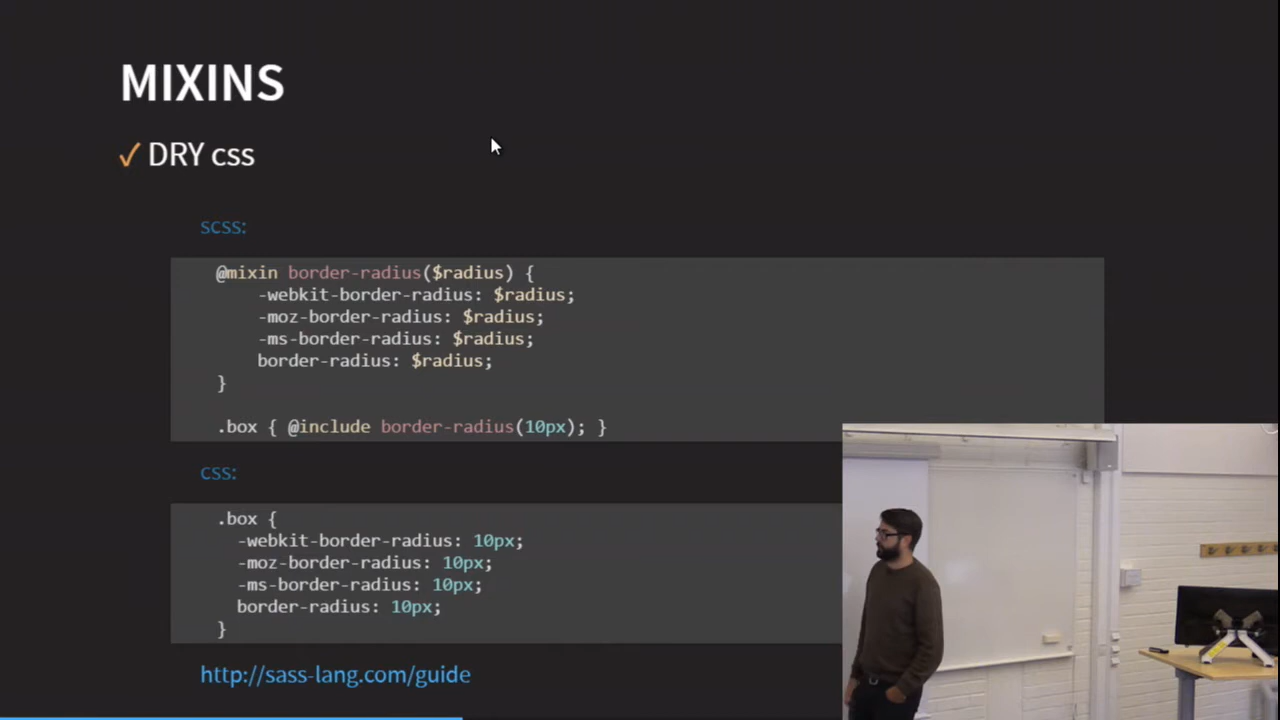 MIXINS
✓ DRY css
scss:
@mixin border-radius($radius) {
-webkit-border-radius: $radius;
-moz-border-radius: $radius;
-ms-border-radius: $radius;
border-radius: $radius;
}
.box { @include border-radius(10px); }
css:
.box {
-webkit-border-radius: 10px;
-moz-border-radius: 10px;
-ms-border-radius: 10px;
border-radius: 10px;
}
http://sass-lang.com/guide